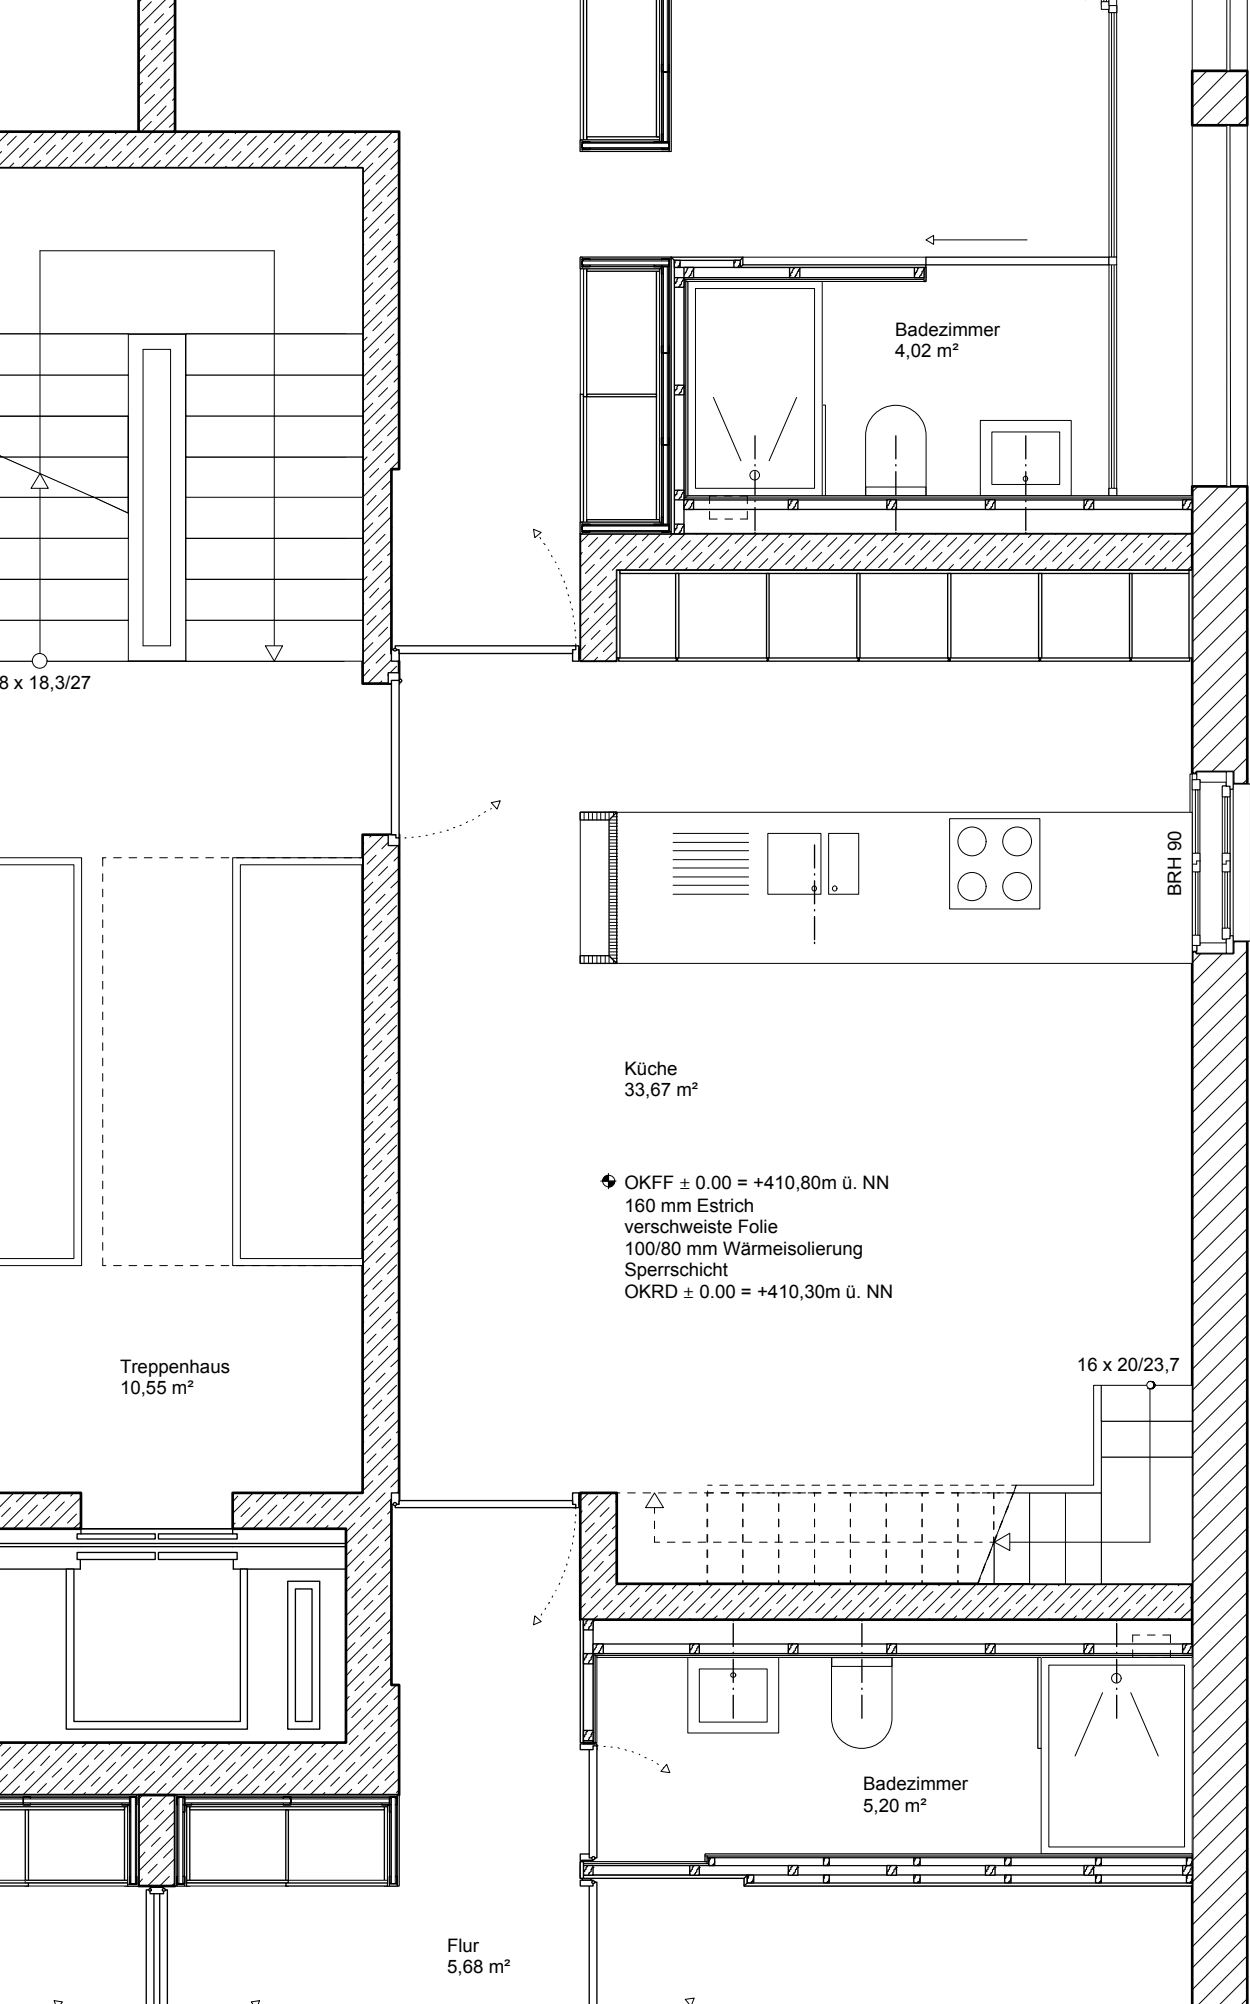 Badezimmer
4,02 m²
8 x 18,3/27
BRH 90
Küche
33,67 m²
OKFF ± 0.00 = +410,80m ü. NN
160 mm Estrich
verschweiste Folie
100/80 mm Wärmeisolierung
Sperrschicht
OKRD ± 0.00 = +410,30m ü. NN
Treppenhaus
10,55 m²
16 x 20/23,7
Badezimmer
5,20 m²
Flur
5,68 m²